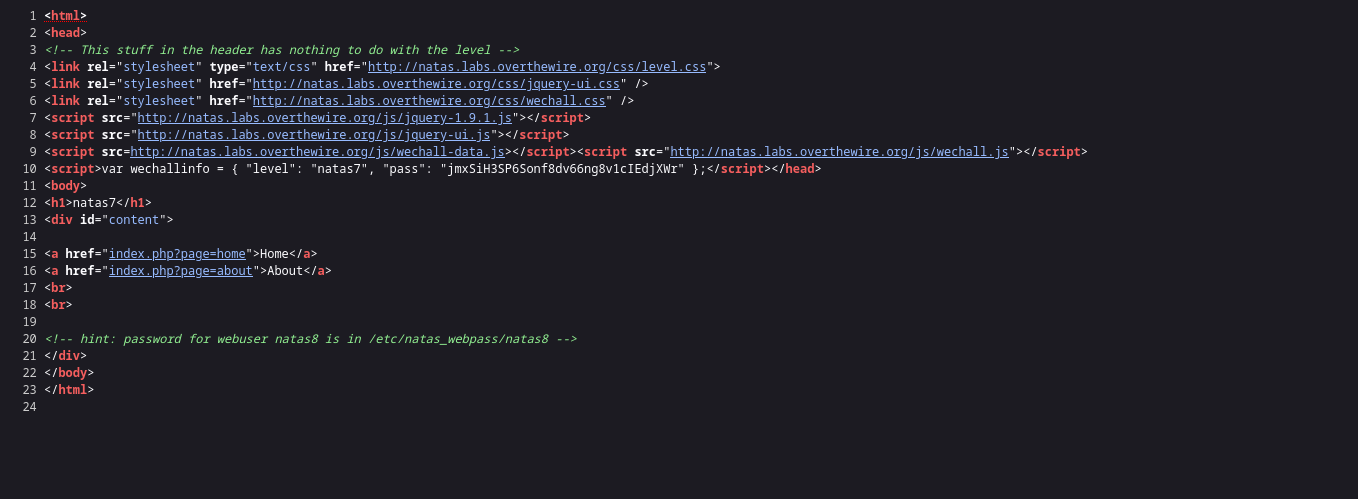 1 <html>
2 <head>
3 <!-- This stuff in the header has nothing to do with the level -->
4 <link rel="stylesheet" type="text/css" href="http://natas.labs.overthewire.org/css/level.css">
5 <link rel="stylesheet" href="http://natas.labs.overthewire.org/css/jquery-ui.css" />
6 <link rel="stylesheet" href="http://natas.labs.overthewire.org/css/wechall.css" />
7 <script src="http://natas.labs.overthewire.org/js/jquery-1.9.1.js"></script>
8 <script src="http://natas.labs.overthewire.org/js/jquery-ui.js"></script>
9 <script src=http://natas.labs.overthewire.org/js/wechall-data.js></script><script src="http://natas.labs.overthewire.org/js/wechall.js"></script>
10 <script>var wechallinfo = { "level": "natas7", "pass": "jmxSiH3SP6Sonf8dv66ng8v1cIEdjXWr" };</script></head>
11 <body>
12 <h1>natas7</h1>
13 <div id="content">
14
15 <a href="index.php?page=home">Home</a>
16 <a href="index.php?page=about">About</a>
17 <br>
18 <br>
19
20 <!-- hint: password for webuser natas8 is in /etc/natas_webpass/natas8 -->
21 </div>
22 </body>
23 </html>
24